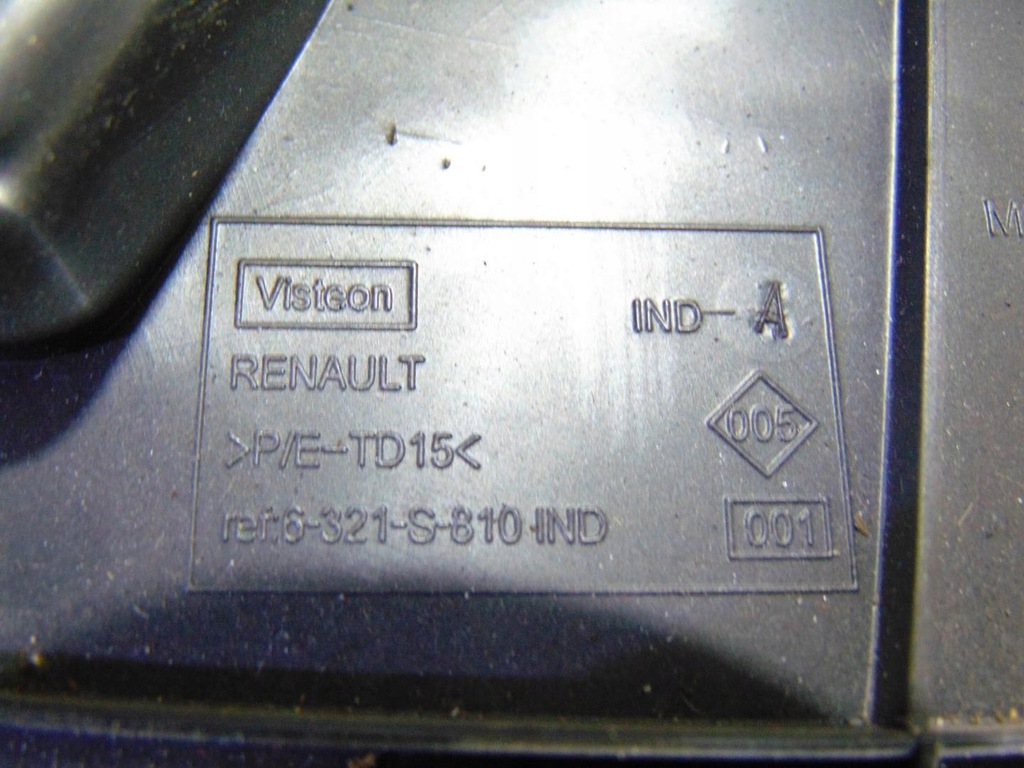 Visteon
IND-A
RENAULT
>P/E-TD15<
005
ref:6-321-S-810-IND
001
M